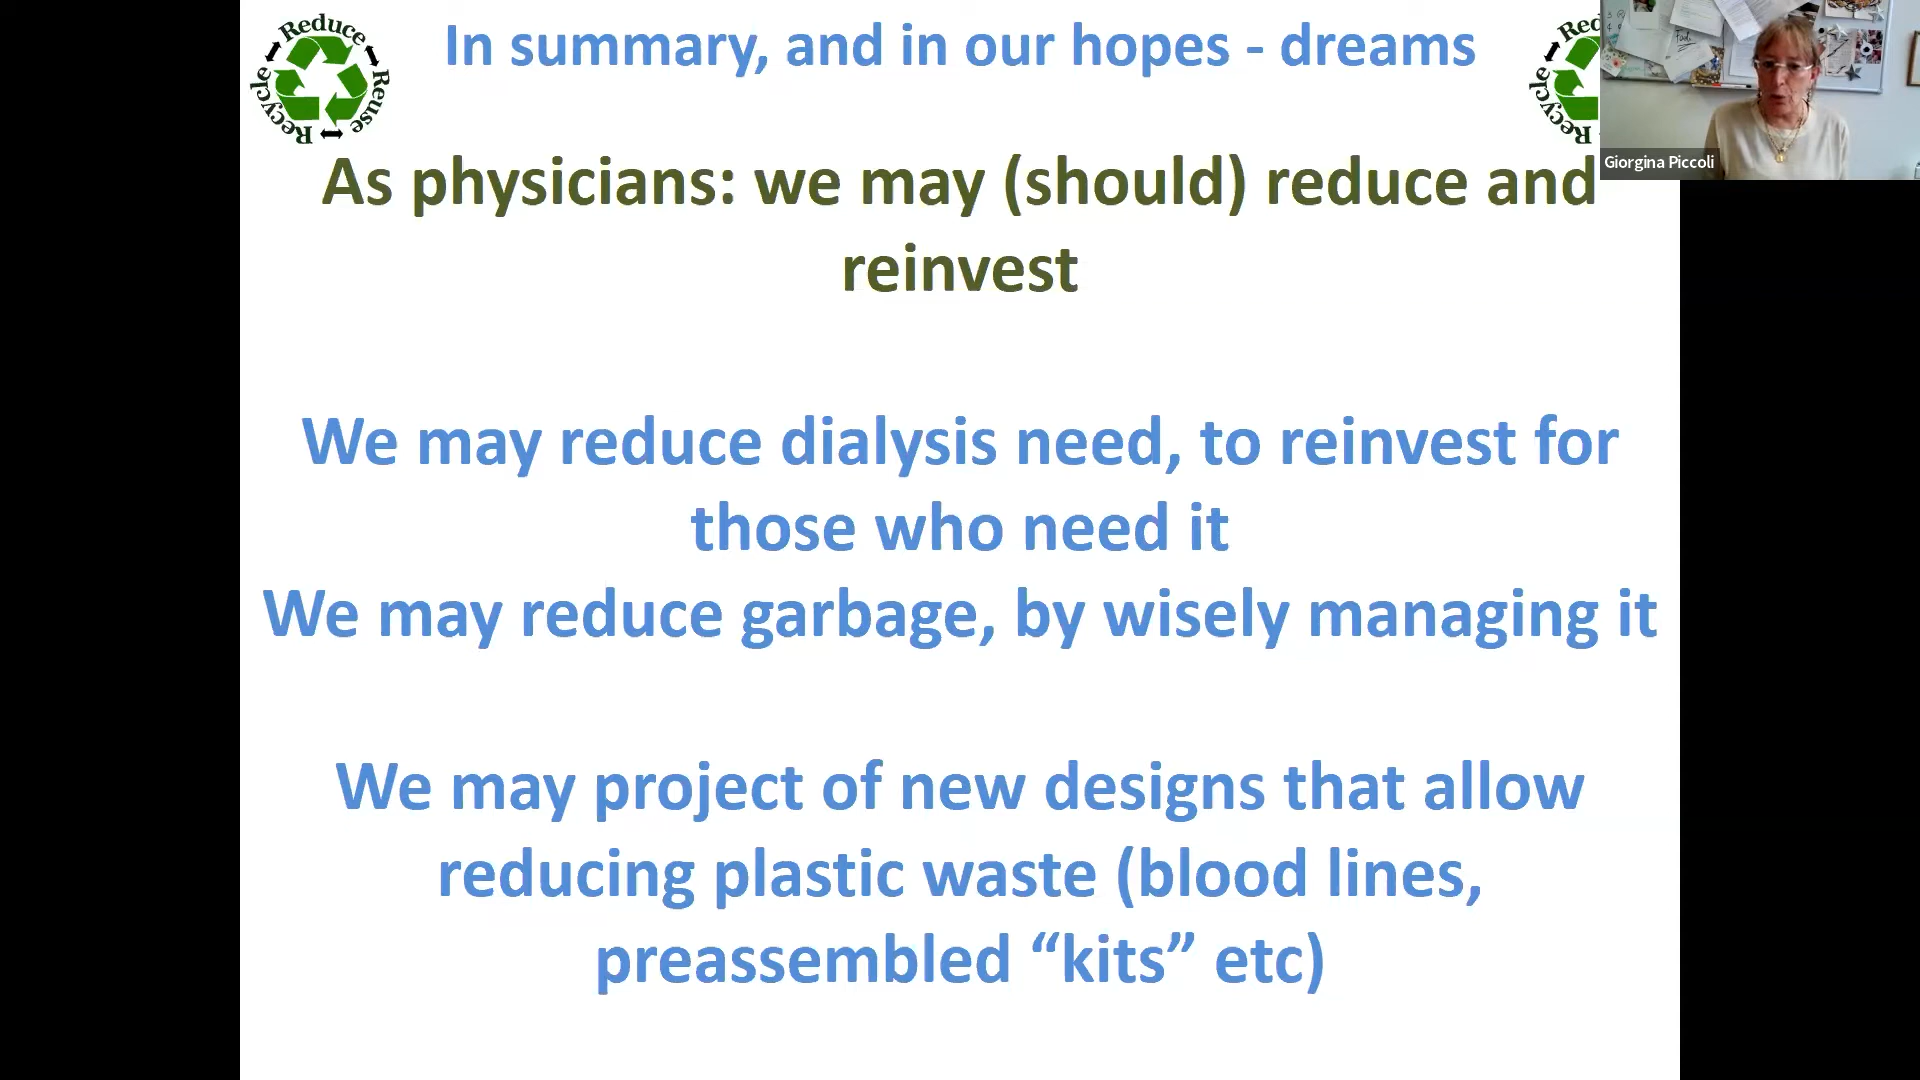 Reduce
Reuse
Recycle
In summary, and in our hopes - dreams
Recycle
Giorgina Piccoli
As physicians: we may (should) reduce and
reinvest
We may reduce dialysis need, to reinvest for
those who need it
We may reduce garbage, by wisely managing it
We may project of new designs that allow
reducing plastic waste (blood lines,
preassembled “kits” etc)